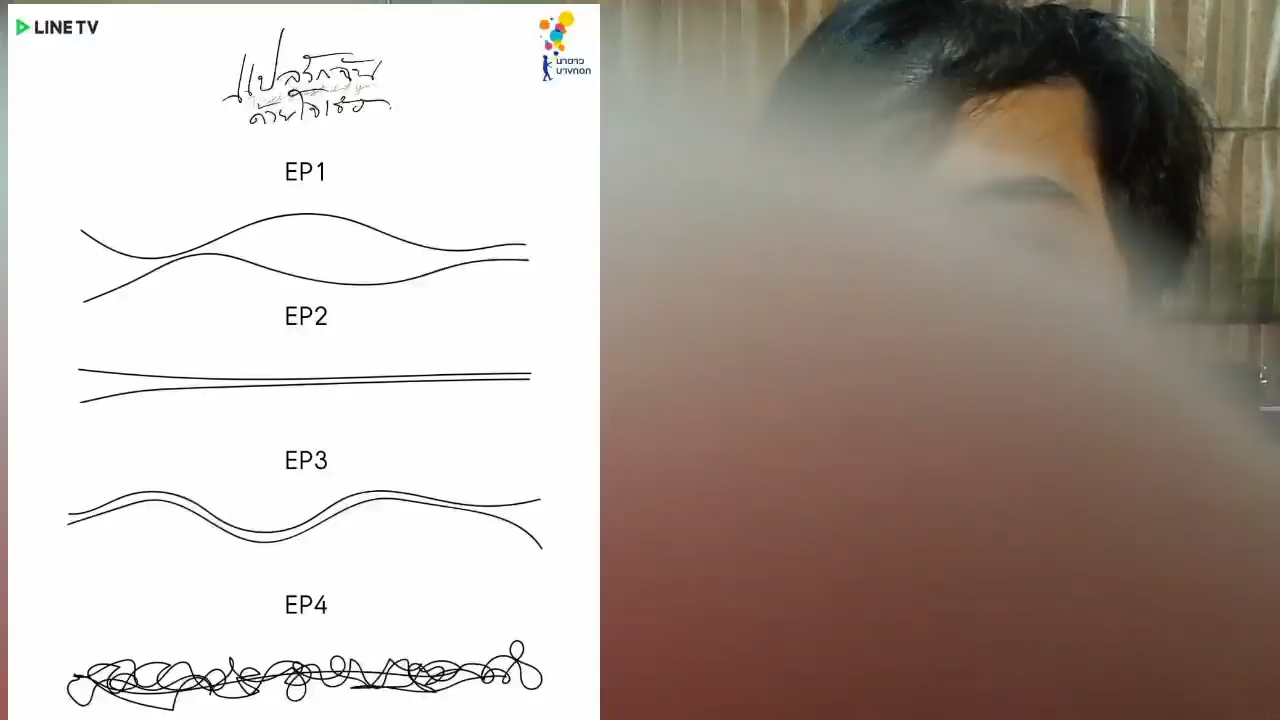 LINE TV
นาดาว
บางกอก
แปลรักฉัน
ด้วยใจเธอ
EP1
EP2
EP3
EP4